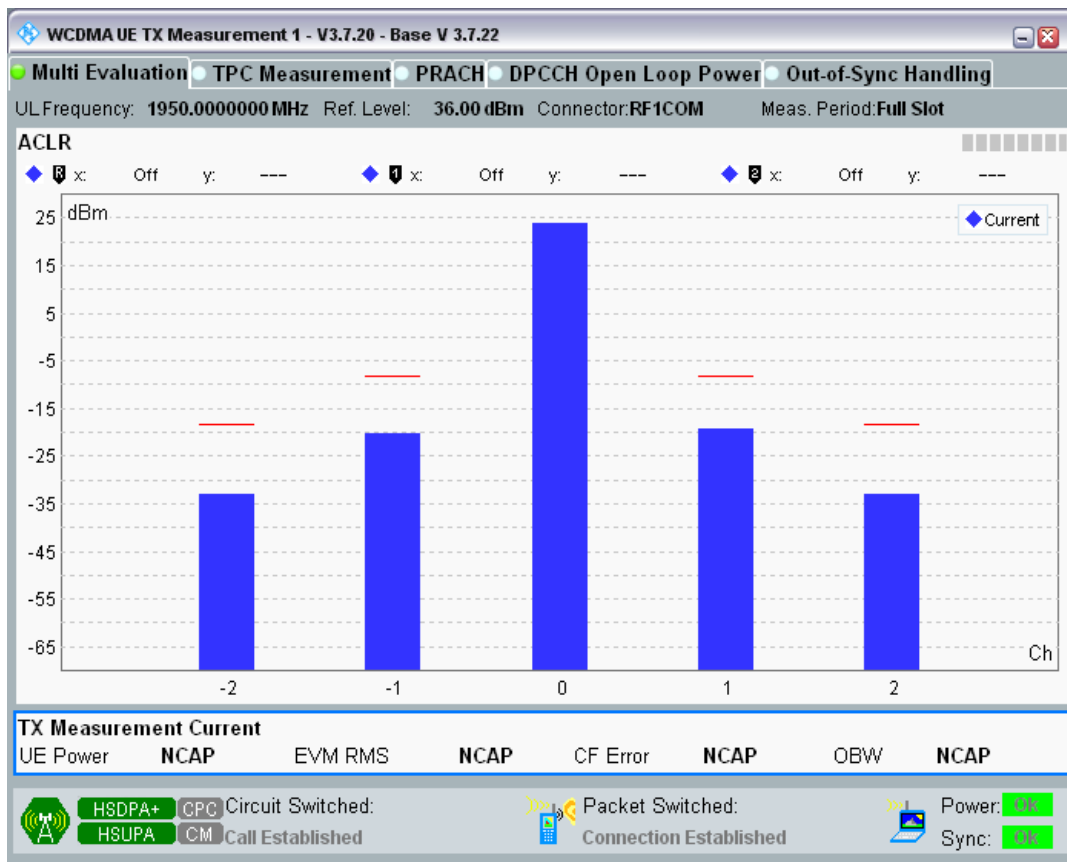 WCDMA UE TX Measurement 1 - V3.7.20 - Base V 3.7.22
Multi Evaluation TPC Measurement PRACH DPCCH Open Loop Power Out-of-Sync Handling
UL Frequency: 1950.0000000 MHz Ref. Level: 36.00 dBm Connector:RF1COM Meas. Period:Full Slot
ACLR
R x: Off y: --- 1 x: Off y: --- 2 x: Off y: ---
dBm
Current
25
15
5
-5
-15
-25
-35
-45
-55
-65
Ch
-2 -1 0 1 2
TX Measurement Current
UE Power NCAP EVM RMS NCAP CF Error NCAP OBW NCAP
HSDPA+ CPC Circuit Switched: Packet Switched: Power: Ok
HSUPA CM Call Established Connection Established Sync: Ok